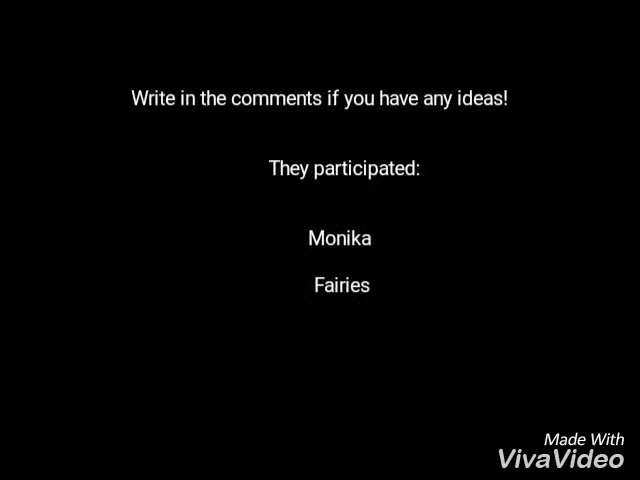 Write in the comments if you have any ideas!
They participated:
Monika
Fairies
Made With
VivaVideo